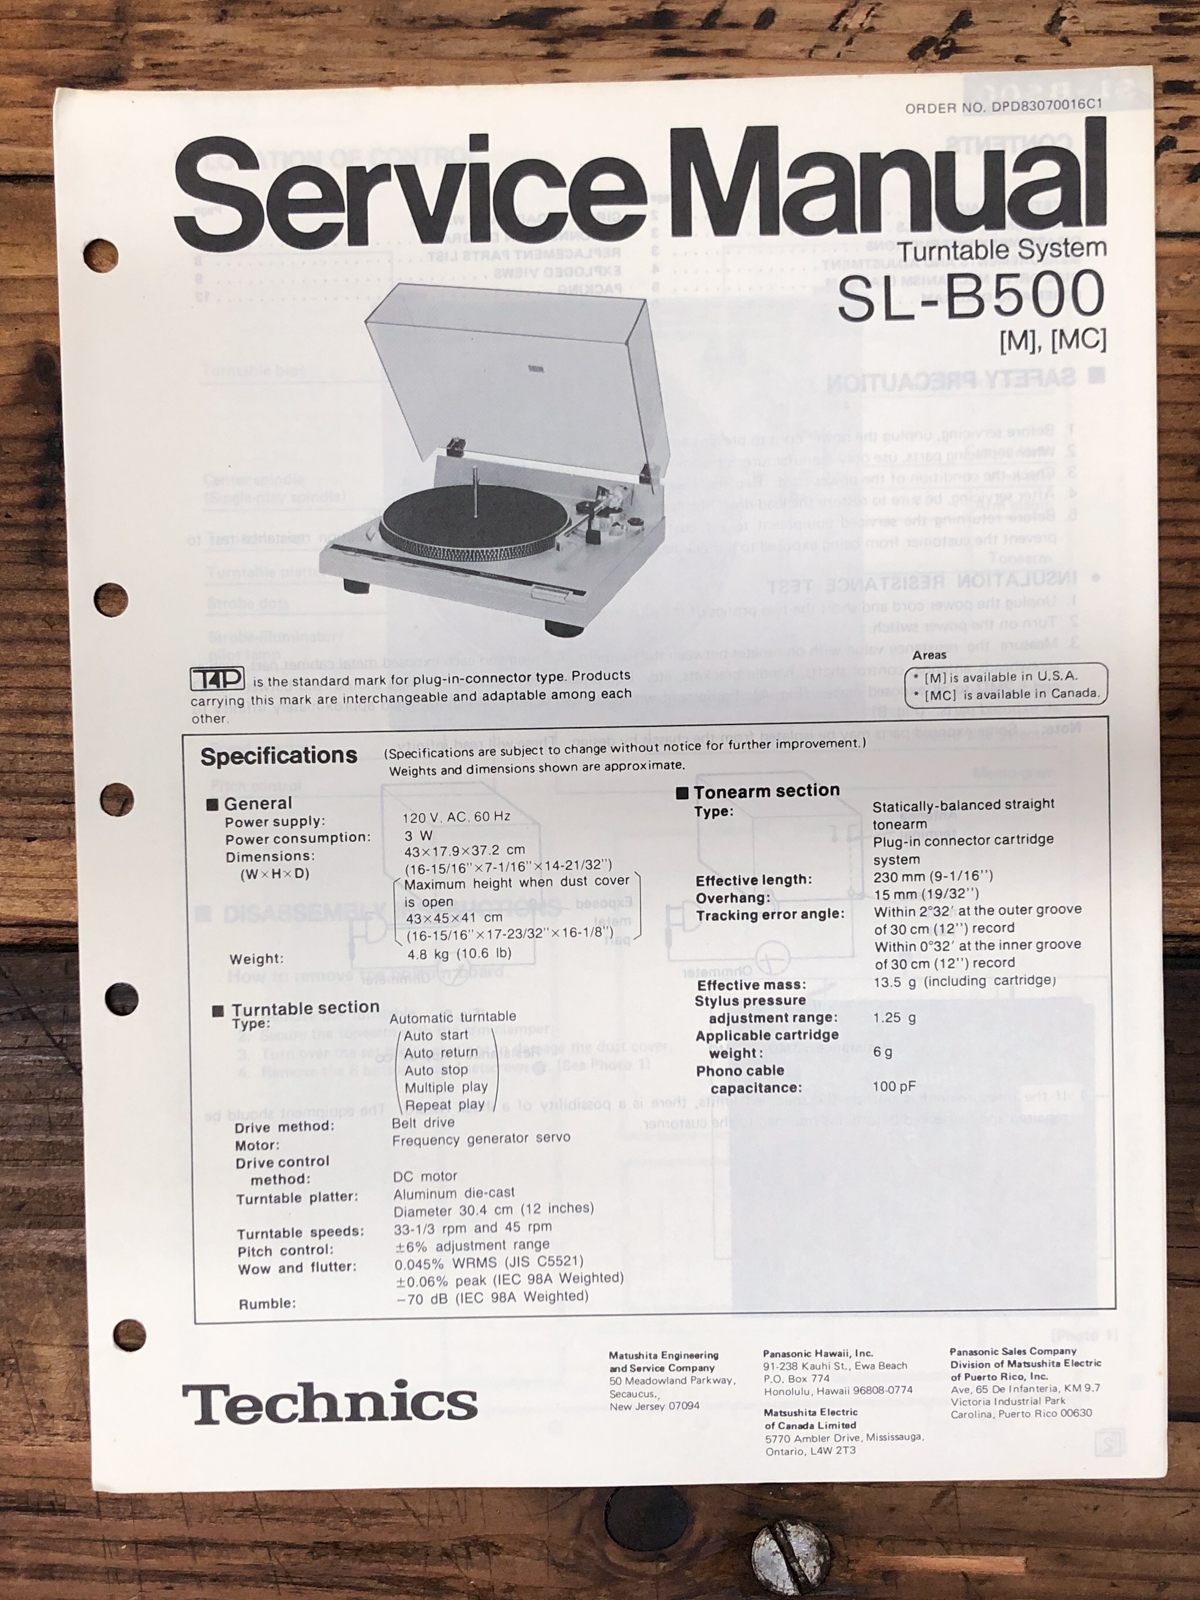 ORDER NO. DPD83070016C1
Service Manual
Turntable System
SL-B500
[M], [MC]
Areas
* [M] is available in U.S.A.
* [MC] is available in Canada.
T4P is the standard mark for plug-in-connector type. Products
carrying this mark are interchangeable and adaptable among each
other.
Specifications (Specifications are subject to change without notice for further improvement.)
Weights and dimensions shown are approximate.
■ General
Power supply: 120 V. AC. 60 Hz
Power consumption: 3 W
Dimensions: 43×17.9×37.2 cm
(W×H×D) (16-15/16''×7-1/16''×14-21/32'')
Maximum height when dust cover
is open
43×45×41 cm
(16-15/16''×17-23/32''×16-1/8'')
Weight: 4.8 kg (10.6 lb)
■ Turntable section
Type: Automatic turntable
Auto start
Auto return
Auto stop
Multiple play
Repeat play
Drive method: Belt drive
Motor: Frequency generator servo
Drive control
method: DC motor
Turntable platter: Aluminum die-cast
Diameter 30.4 cm (12 inches)
Turntable speeds: 33-1/3 rpm and 45 rpm
Pitch control: ±6% adjustment range
Wow and flutter: 0.045% WRMS (JIS C5521)
±0.06% peak (IEC 98A Weighted)
Rumble: −70 dB (IEC 98A Weighted)
■ Tonearm section
Type: Statically-balanced straight
tonearm
Plug-in connector cartridge
system
Effective length: 230 mm (9-1/16'')
Overhang: 15 mm (19/32'')
Tracking error angle: Within 2°32′ at the outer groove
of 30 cm (12'') record
Within 0°32′ at the inner groove
of 30 cm (12'') record
Effective mass: 13.5 g (including cartridge)
Stylus pressure
adjustment range: 1.25 g
Applicable cartridge
weight: 6 g
Phono cable
capacitance: 100 pF
Technics
Matushita Engineering
and Service Company
50 Meadowland Parkway,
Secaucus,,
New Jersey 07094
Panasonic Hawaii, Inc.
91-238 Kauhi St., Ewa Beach
P.O. Box 774
Honolulu, Hawaii 96808-0774
Matsushita Electric
of Canada Limited
5770 Ambler Drive, Mississauga,
Ontario, L4W 2T3
Panasonic Sales Company
Division of Matsushita Electric
of Puerto Rico, Inc.
Ave, 65 De Infanteria, KM 9.7
Victoria Industrial Park
Carolina, Puerto Rico 00630